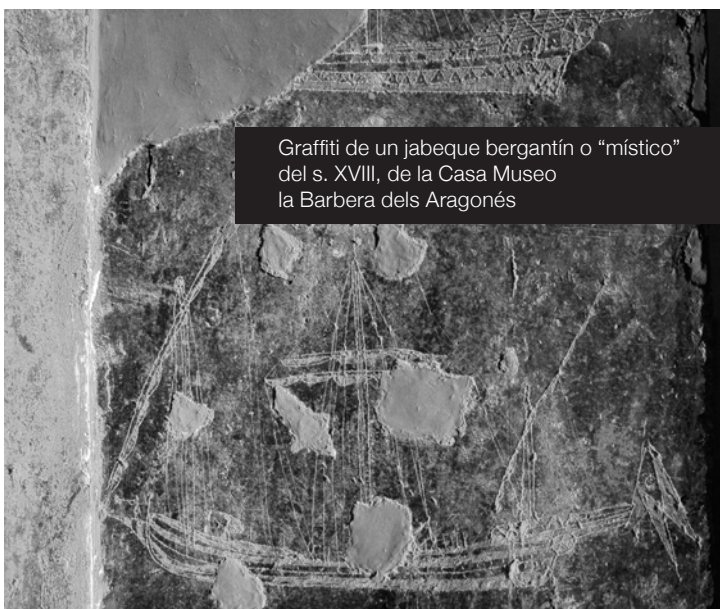 Graffiti de un jabeque bergantín o “místico”
del s. XVIII, de la Casa Museo
la Barbera dels Aragonés